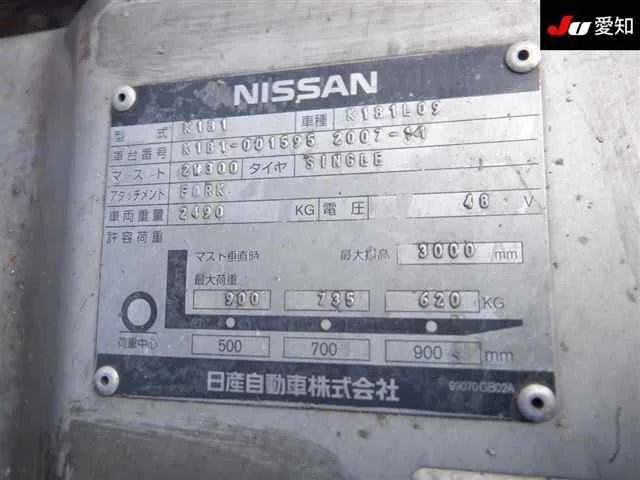 JU 愛知
NISSAN
型式 K1B1 車種 K1B1L09
車台番号 K1B1-001595 2007-
マスト 2W300 タイヤ SINGLE
アタッチメント FORK
車両重量 2490 KG 電圧 48 V
許容荷重
マスト垂直時 最大揚高 3000 mm
最大荷重
900 735 620 KG
荷重中心 500 700 900 mm
日産自動車株式会社 99070 GB02A